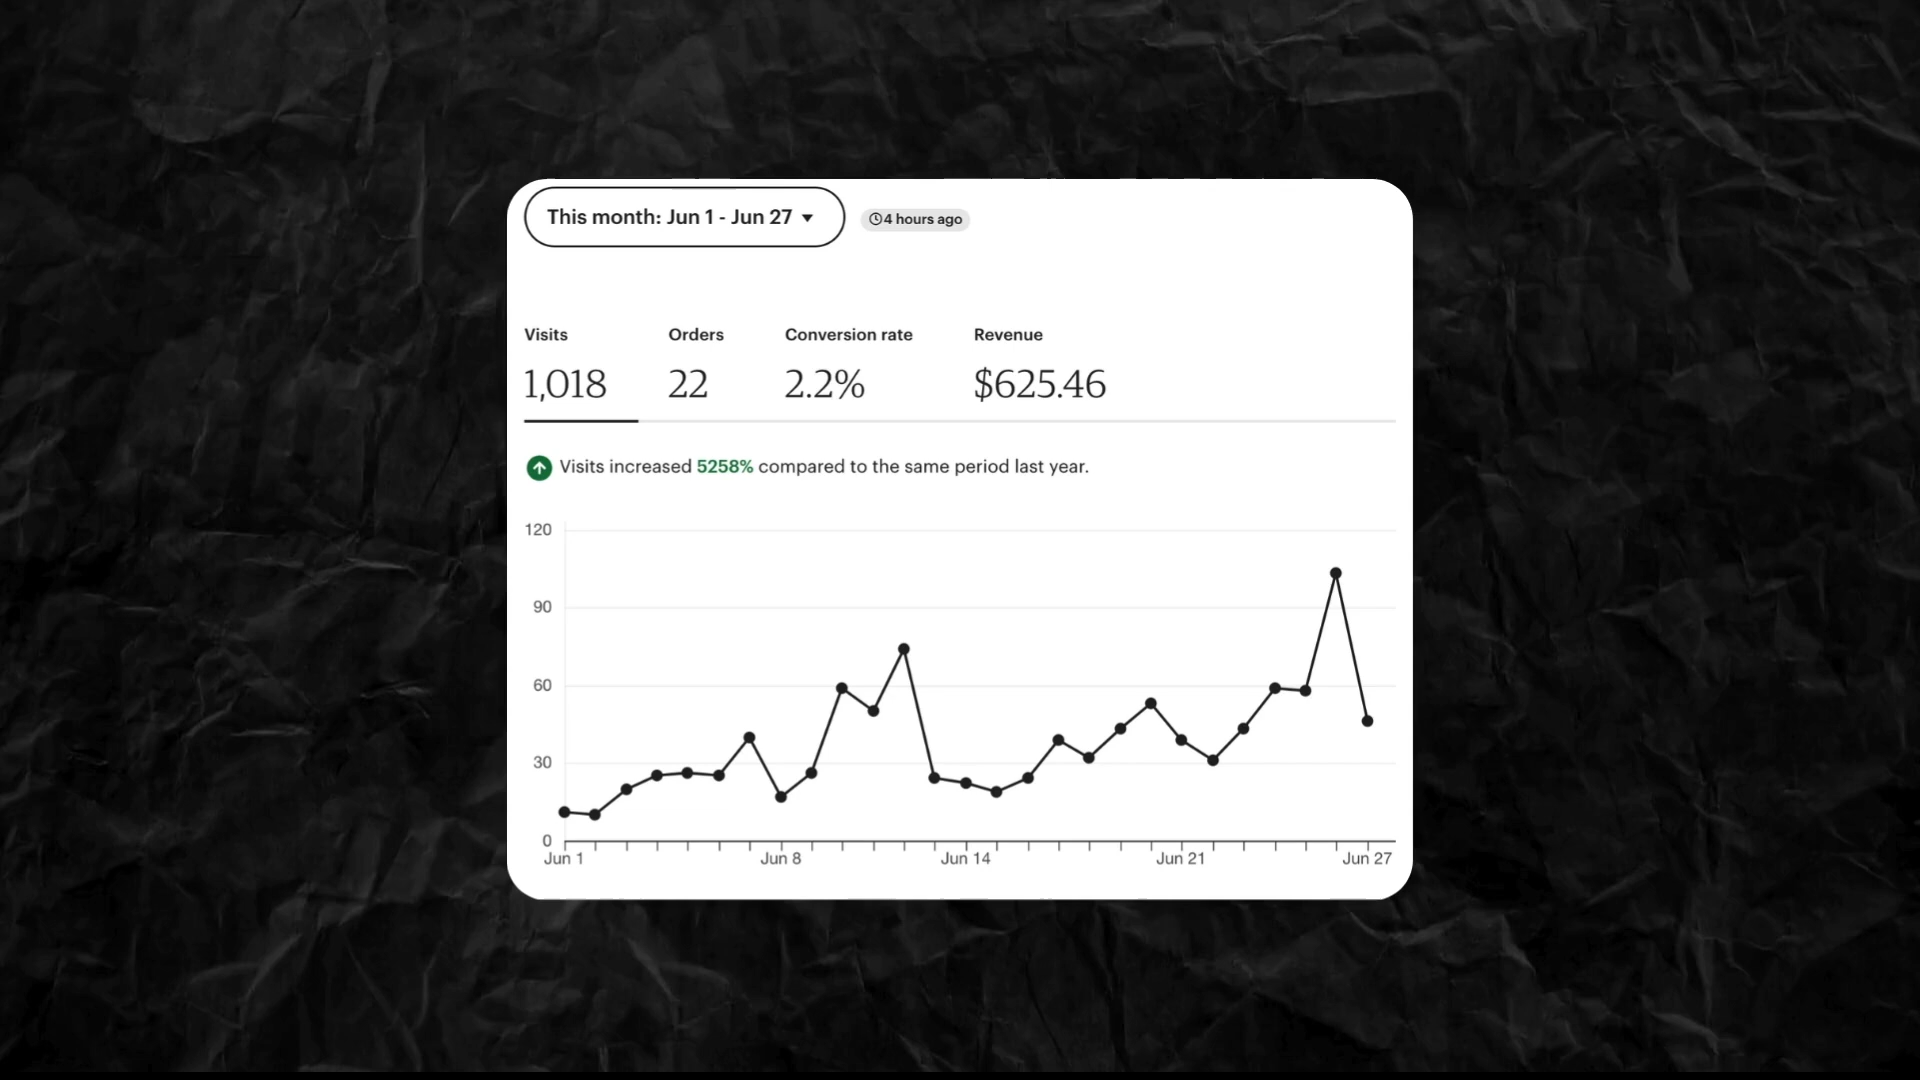 This month: Jun 1 - Jun 27
4 hours ago
Visits Orders Conversion rate Revenue
1,018 22 2.2% $625.46
Visits increased 5258% compared to the same period last year.
120
90
60
30
0
Jun 1 Jun 8 Jun 14 Jun 21 Jun 27